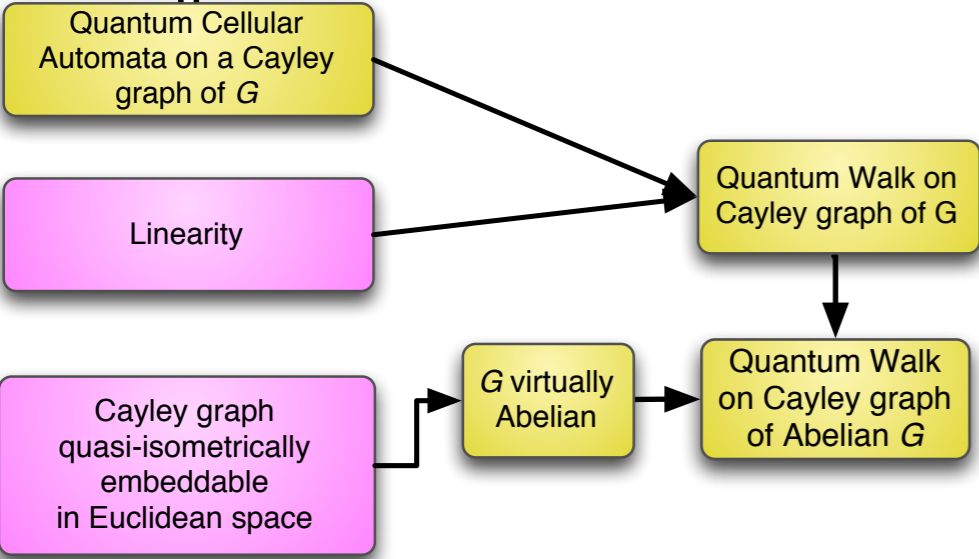 Quantum Cellular
Automata on a Cayley
graph of G
Linearity
Quantum Walk on
Cayley graph of G
Cayley graph
quasi-isometrically
embeddable
in Euclidean space
G virtually
Abelian
Quantum Walk
on Cayley graph
of Abelian G